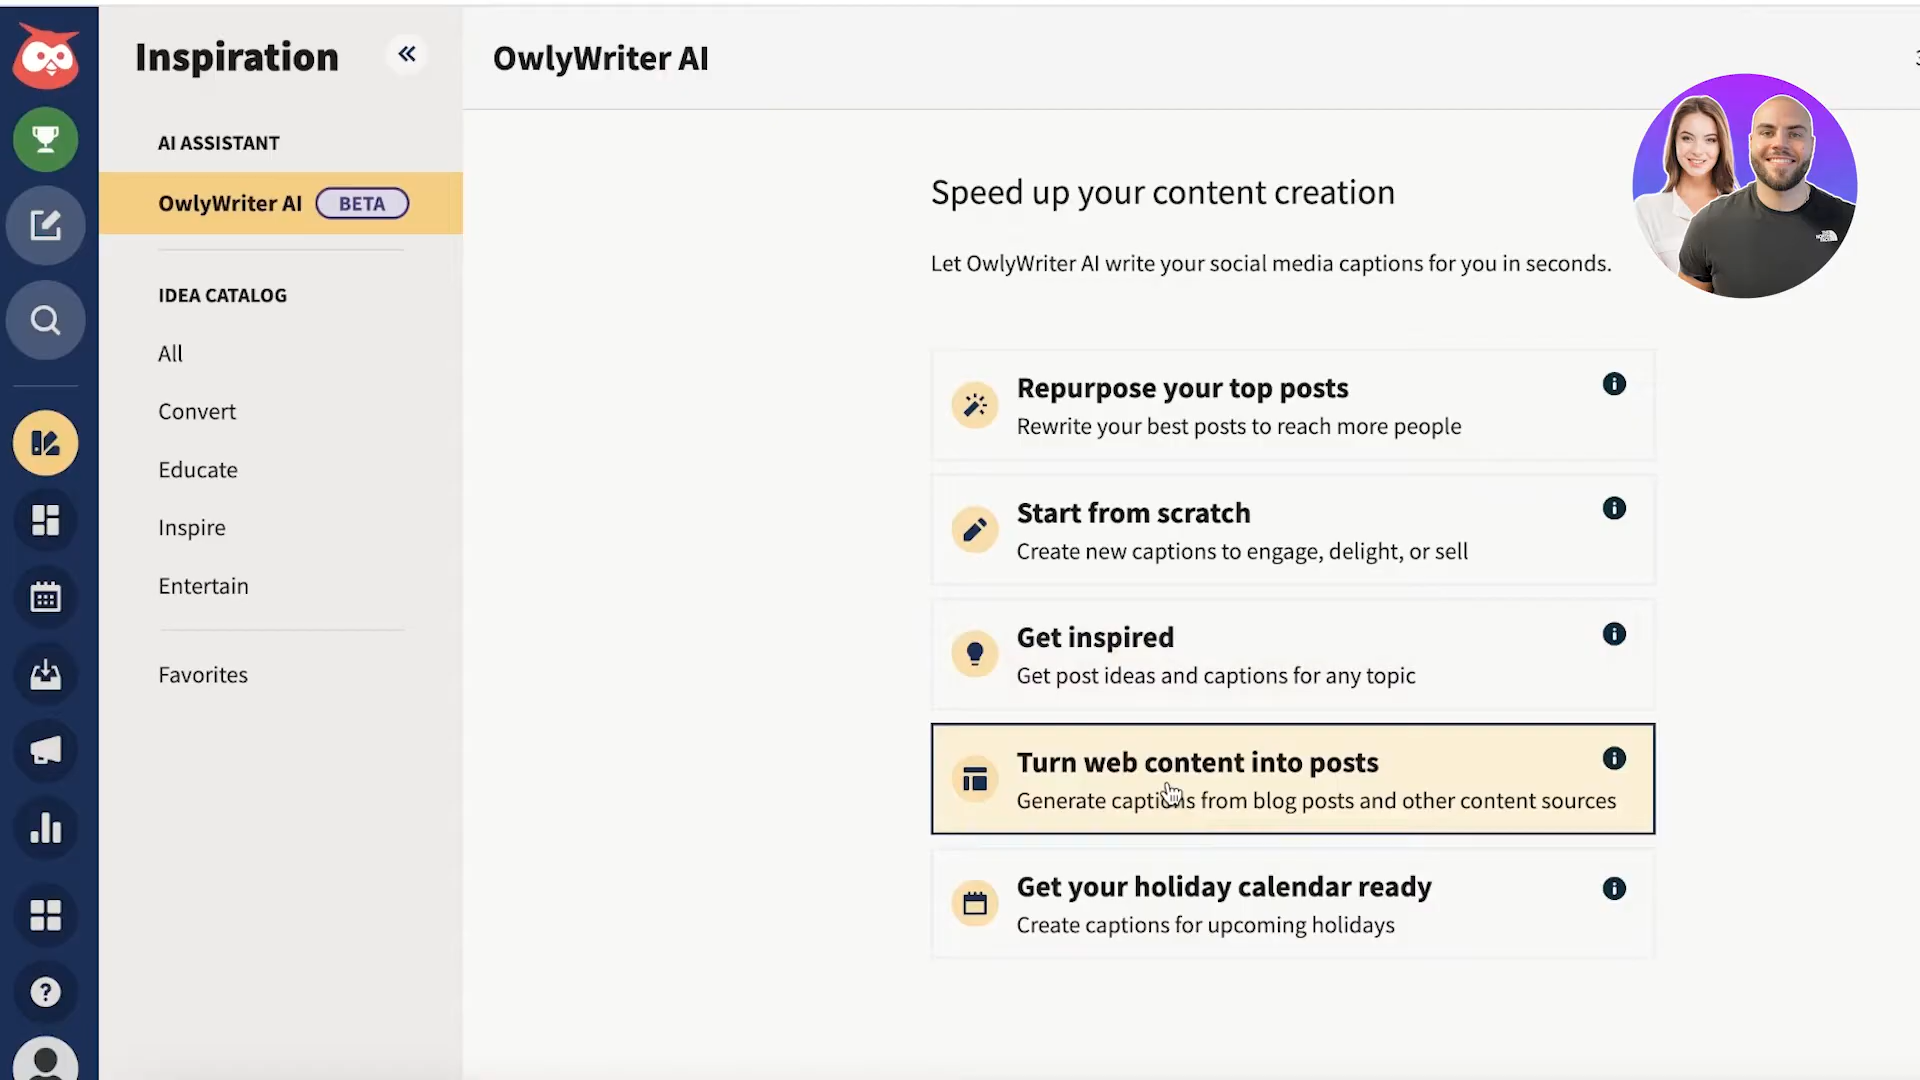 Inspiration
AI ASSISTANT
OwlyWriter AI BETA
IDEA CATALOG
All
Convert
Educate
Inspire
Entertain
Favorites
OwlyWriter AI
Speed up your content creation
Let OwlyWriter AI write your social media captions for you in seconds.
Repurpose your top posts
Rewrite your best posts to reach more people
Start from scratch
Create new captions to engage, delight, or sell
Get inspired
Get post ideas and captions for any topic
Turn web content into posts
Generate captions from blog posts and other content sources
Get your holiday calendar ready
Create captions for upcoming holidays